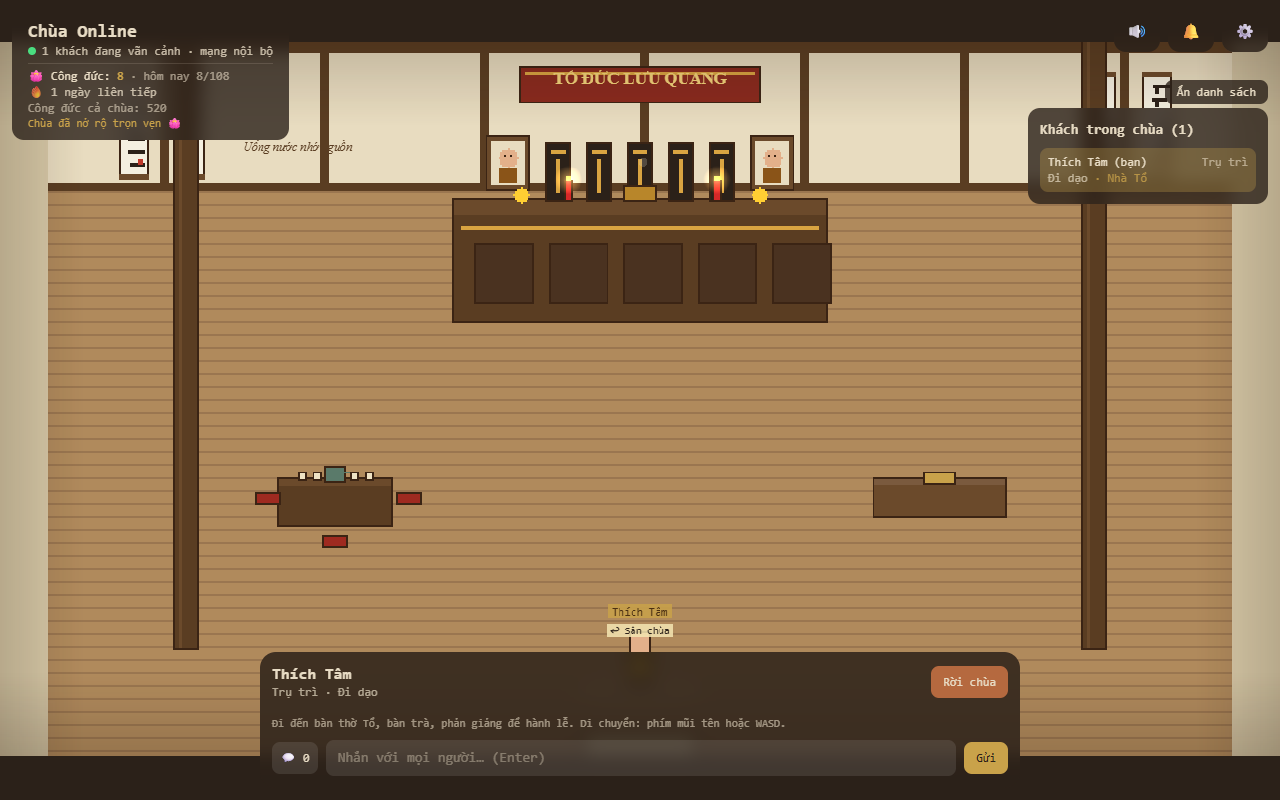 Chùa Online
1 khách đang vãn cảnh · mạng nội bộ
Công đức: 8 · hôm nay 8/108
1 ngày liên tiếp
Công đức cả chùa: 520
Chùa đã nở rộ trọn vẹn
TỔ ĐỨC LƯU QUANG
Uống nước nhớ nguồn
Ẩn danh sách
Khách trong chùa (1)
Thích Tâm (bạn) Trụ trì
Đi dạo · Nhà Tổ
Thích Tâm
↩ Sân chùa
Thích Tâm
Trụ trì · Đi dạo
Rời chùa
Đi đến bàn thờ Tổ, bàn trà, phản giảng để hành lễ. Di chuyển: phím mũi tên hoặc WASD.
0
Nhắn với mọi người… (Enter)
Gửi